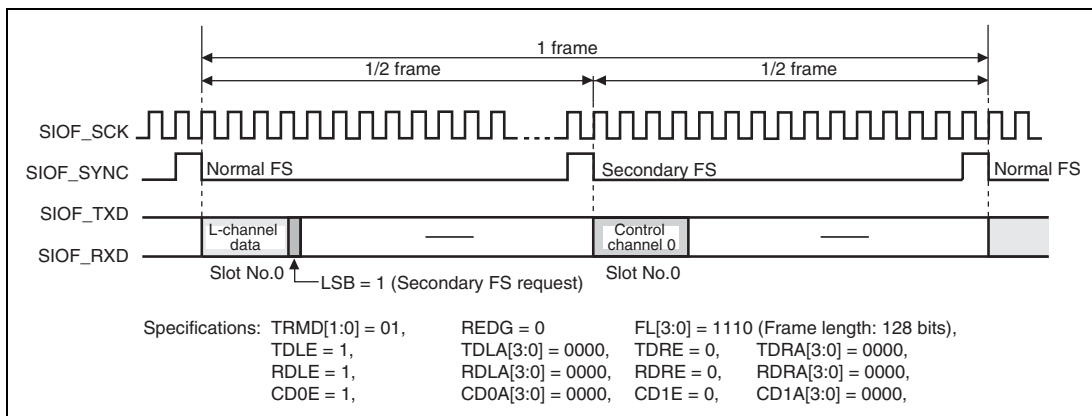 1 frame
1/2 frame 1/2 frame
SIOF_SCK
SIOF_SYNC Normal FS Secondary FS Normal FS
SIOF_TXD
L-channel data Control channel 0
SIOF_RXD
Slot No.0 Slot No.0
LSB = 1 (Secondary FS request)
Specifications: TRMD[1:0] = 01, REDG = 0 FL[3:0] = 1110 (Frame length: 128 bits),
TDLE = 1, TDLA[3:0] = 0000, TDRE = 0, TDRA[3:0] = 0000,
RDLE = 1, RDLA[3:0] = 0000, RDRE = 0, RDRA[3:0] = 0000,
CD0E = 1, CD0A[3:0] = 0000, CD1E = 0, CD1A[3:0] = 0000,